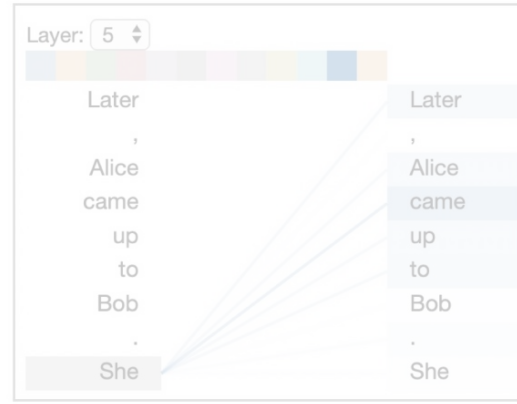 Layer: 5
Later Later
, ,
Alice Alice
came came
up up
to to
Bob Bob
. .
She She